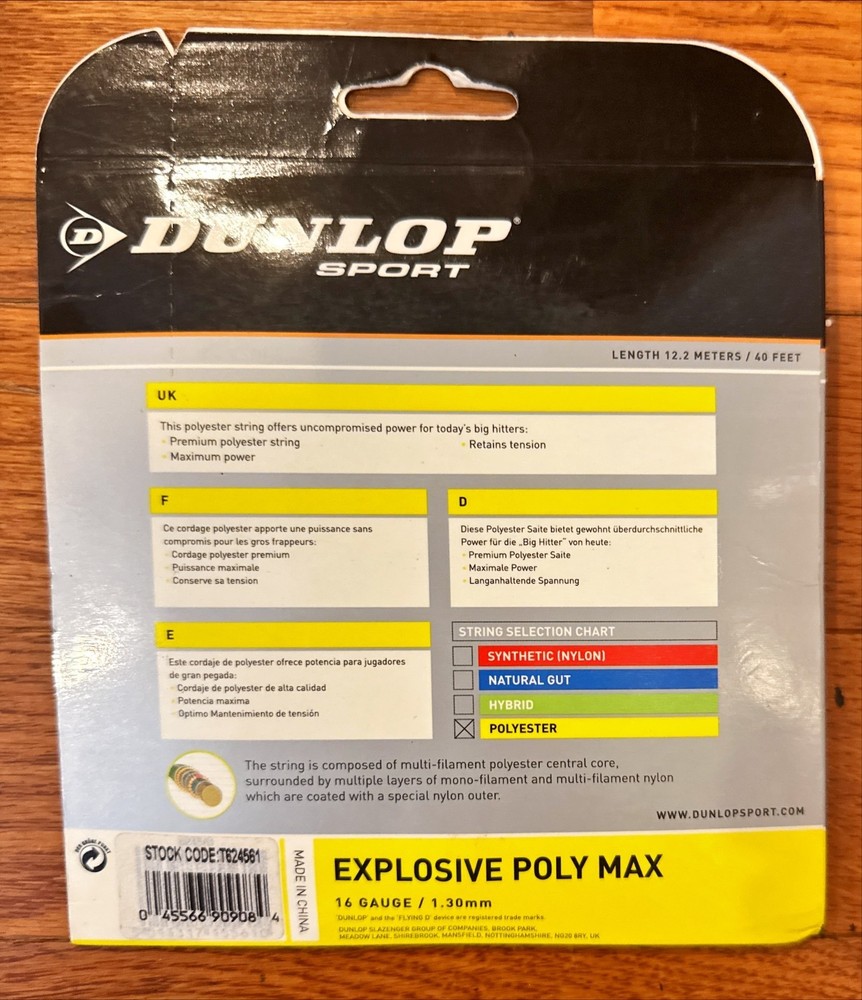 D DUNLOP®
SPORT
LENGTH 12.2 METERS / 40 FEET
UK
This polyester string offers uncompromised power for today's big hitters:
• Premium polyester string
• Retains tension
• Maximum power
F
Ce cordage polyester apporte une puissance sans
compromis pour les gros frappeurs:
• Cordage polyester premium
• Puissance maximale
• Conserve sa tension
D
Diese Polyester Saite bietet gewohnt überdurchschnittliche
Power für die „Big Hitter" von heute:
• Premium Polyester Saite
• Maximale Power
• Langanhaltende Spannung
E
Este cordaje de polyester ofrece potencia para jugadores
de gran pegada:
• Cordaje de polyester de alta calidad
• Potencia maxima
• Optimo Mantenimiento de tensión
STRING SELECTION CHART
SYNTHETIC (NYLON)
NATURAL GUT
HYBRID
POLYESTER
The string is composed of multi-filament polyester central core,
surrounded by multiple layers of mono-filament and multi-filament nylon
which are coated with a special nylon outer.
WWW.DUNLOPSPORT.COM
DER GRÜNE PUNKT
STOCK CODE:T624561
0 45566 90908 4
MADE IN CHINA
EXPLOSIVE POLY MAX
16 GAUGE / 1.30mm
'DUNLOP' and the 'FLYING D' device are registered trade marks.
DUNLOP SLAZENGER GROUP OF COMPANIES, BROOK PARK,
MEADOW LANE, SHIREBROOK, MANSFIELD, NOTTINGHAMSHIRE, NG20 8RY, UK